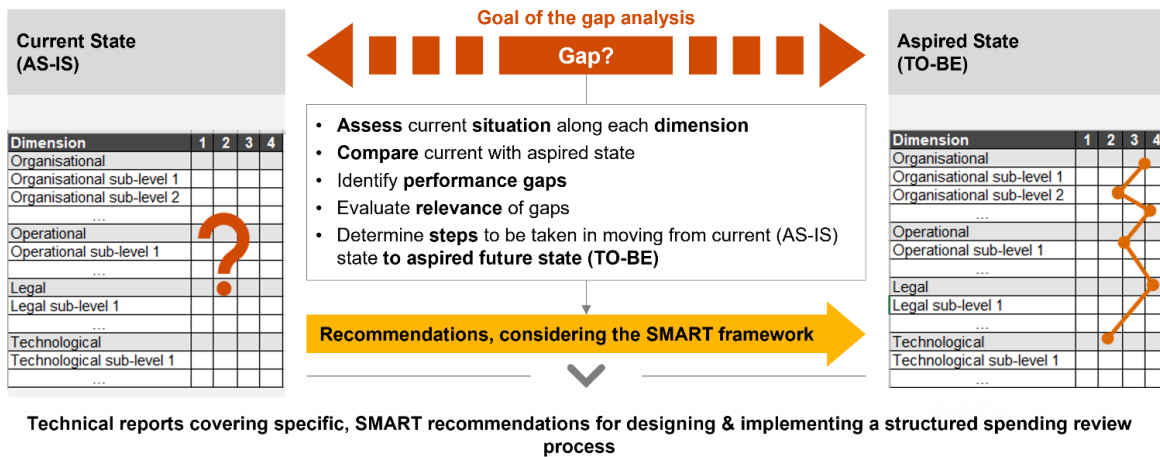 Goal of the gap analysis
Current State
(AS-IS)
Gap?
Aspired State
(TO-BE)
Dimension 1 2 3 4
Organisational
Organisational sub-level 1
Organisational sub-level 2
...
Operational
Operational sub-level 1
...
Legal
Legal sub-level 1
...
Technological
Technological sub-level 1
...
?
• Assess current situation along each dimension
• Compare current with aspired state
• Identify performance gaps
• Evaluate relevance of gaps
• Determine steps to be taken in moving from current (AS-IS)
state to aspired future state (TO-BE)
Recommendations, considering the SMART framework
Dimension 1 2 3 4
Organisational
Organisational sub-level 1
Organisational sub-level 2
...
Operational
Operational sub-level 1
...
Legal
Legal sub-level 1
...
Technological
Technological sub-level 1
...
Technical reports covering specific, SMART recommendations for designing & implementing a structured spending review
process